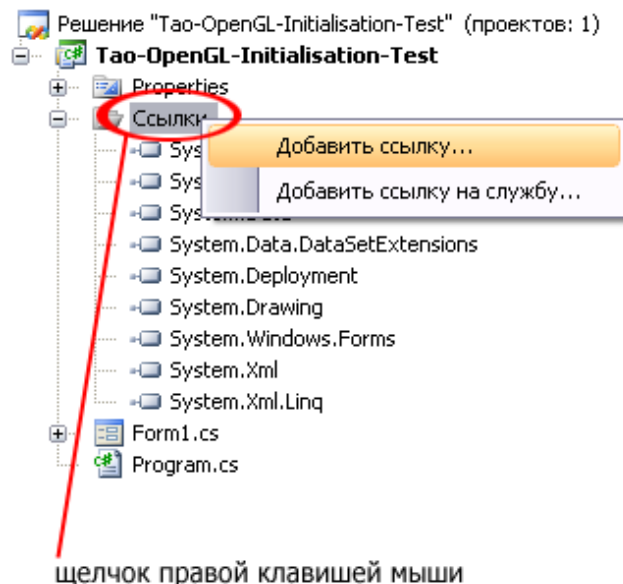 Решение "Tao-OpenGL-Initialisation-Test" (проектов: 1)
Tao-OpenGL-Initialisation-Test
Properties
Ссылки
Добавить ссылку...
Добавить ссылку на службу...
System.Data.DataSetExtensions
System.Deployment
System.Drawing
System.Windows.Forms
System.Xml
System.Xml.Linq
Form1.cs
Program.cs
щелчок правой клавишей мыши